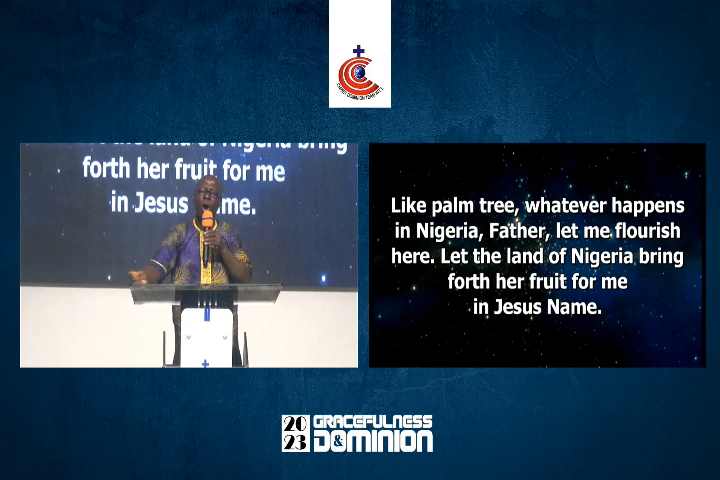 the land of Nigeria bring
forth her fruit for me
in Jesus Name.
Like palm tree, whatever happens
in Nigeria, Father, let me flourish
here. Let the land of Nigeria bring
forth her fruit for me
in Jesus Name.
2023 GRACEFULNESS
& DOMINION